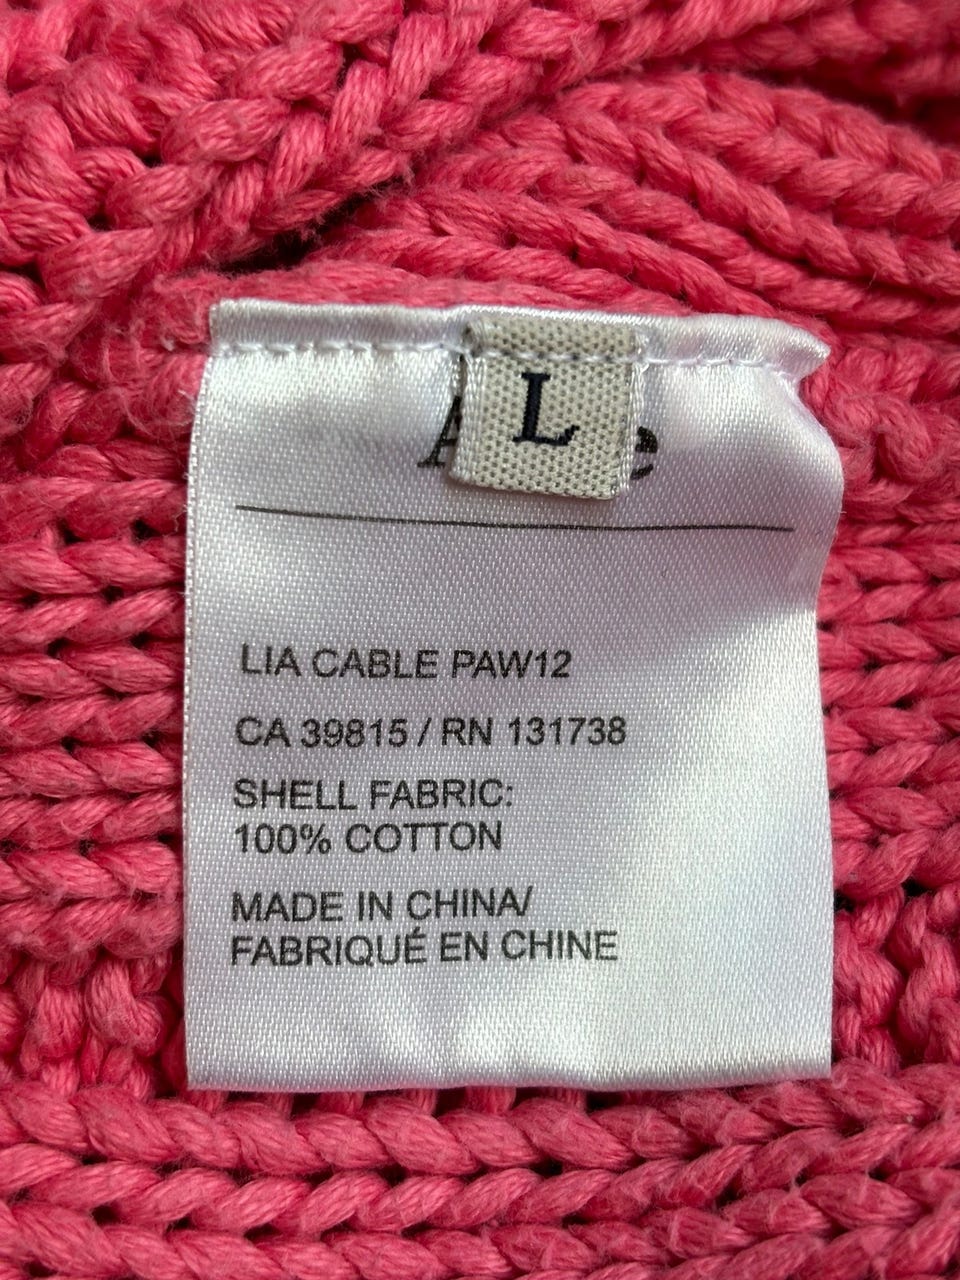 L
LIA CABLE PAW12
CA 39815 / RN 131738
SHELL FABRIC:
100% COTTON
MADE IN CHINA/
FABRIQUÉ EN CHINE